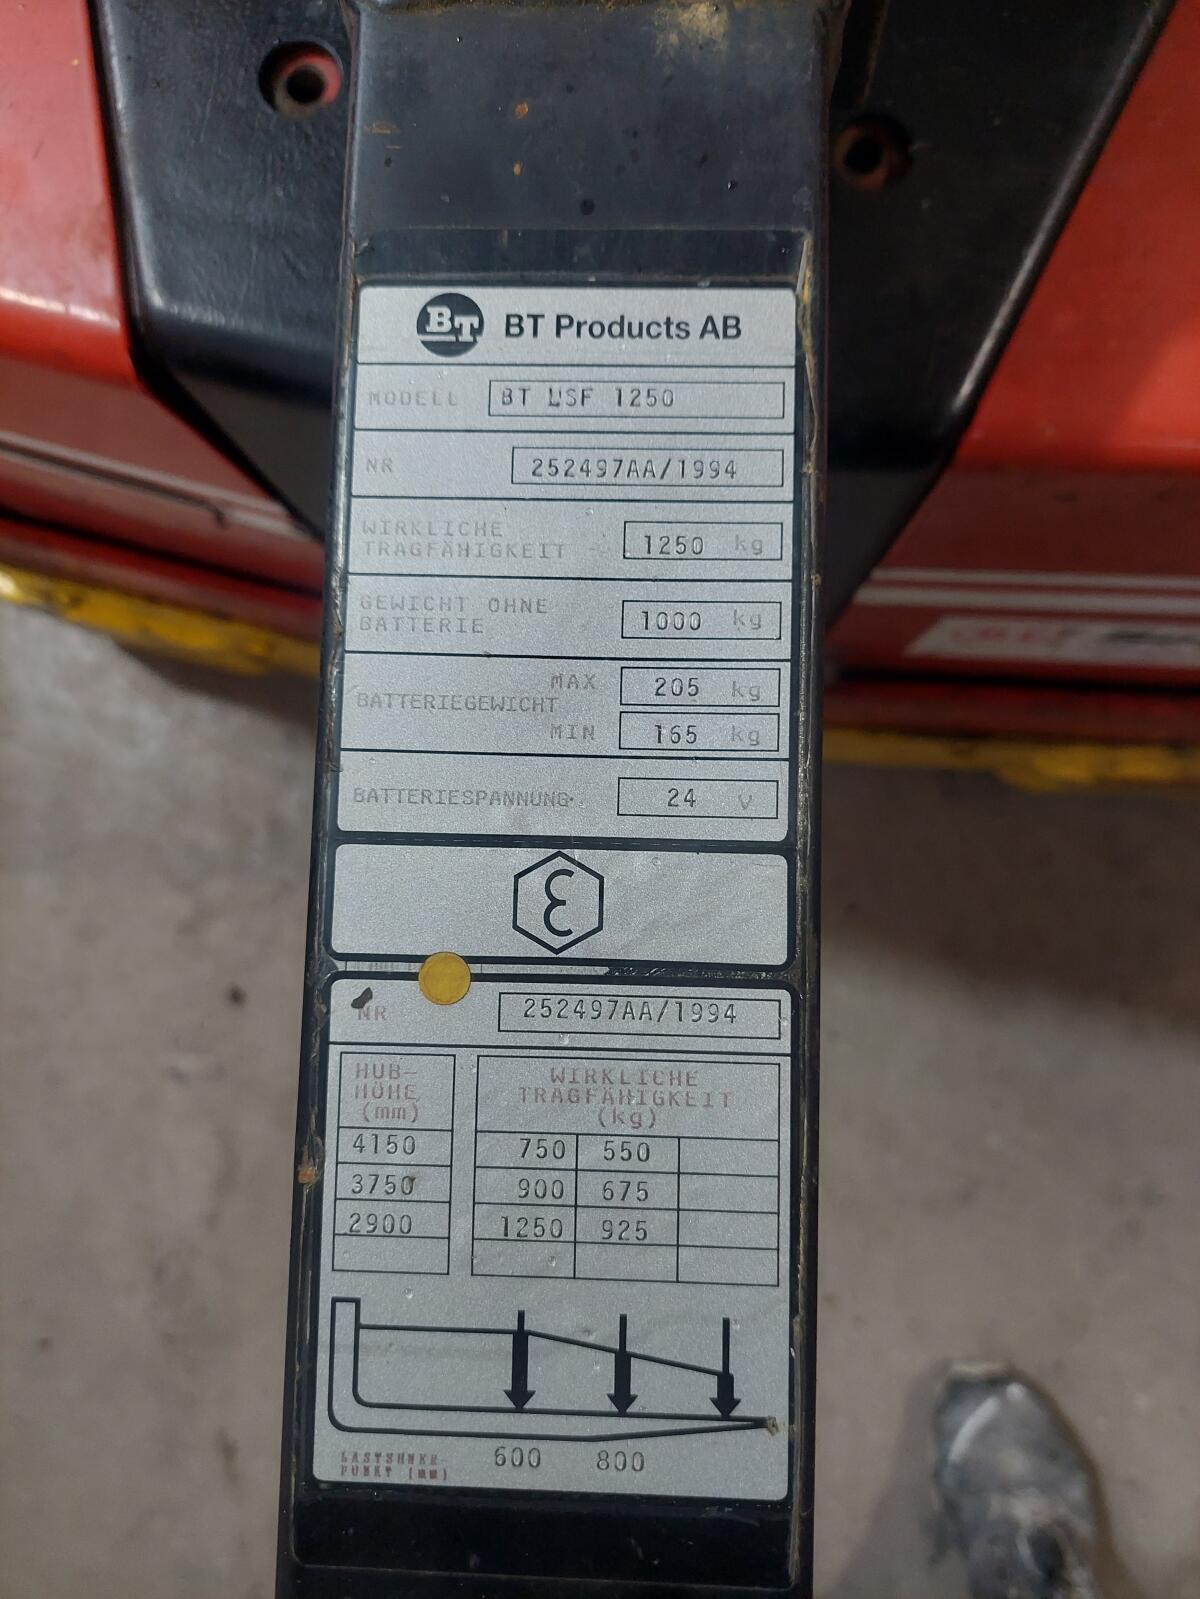 BT BT Products AB
MODELL BT LSF 1250
NR 252497AA/1994
WIRKLICHE
TRAGFÄHIGKEIT 1250 kg
GEWICHT OHNE
BATTERIE 1000 kg
MAX 205 kg
BATTERIEGEWICHT
MIN 165 kg
BATTERIESPANNUNG 24 V
NR 252497AA/1994
HUB-
HÖHE
(mm)
WIRKLICHE
TRAGFÄHIGKEIT
(kg)
4150 750 550
3750 900 675
2900 1250 925
600 800
PUNKT (mm)